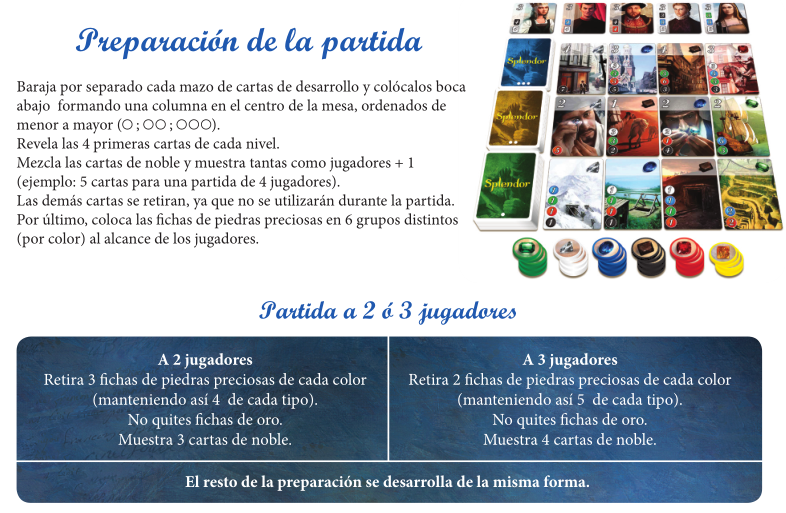 Preparación de la partida
Baraja por separado cada mazo de cartas de desarrollo y colócalos boca
abajo formando una columna en el centro de la mesa, ordenados de
menor a mayor (○ ; ○○ ; ○○○).
Revela las 4 primeras cartas de cada nivel.
Mezcla las cartas de noble y muestra tantas como jugadores + 1
(ejemplo: 5 cartas para una partida de 4 jugadores).
Las demás cartas se retiran, ya que no se utilizarán durante la partida.
Por último, coloca las fichas de piedras preciosas en 6 grupos distintos
(por color) al alcance de los jugadores.
Splendor
Splendor
Splendor
Partida a 2 ó 3 jugadores
A 2 jugadores
Retira 3 fichas de piedras preciosas de cada color
(manteniendo así 4 de cada tipo).
No quites fichas de oro.
Muestra 3 cartas de noble.
A 3 jugadores
Retira 2 fichas de piedras preciosas de cada color
(manteniendo así 5 de cada tipo).
No quites fichas de oro.
Muestra 4 cartas de noble.
El resto de la preparación se desarrolla de la misma forma.